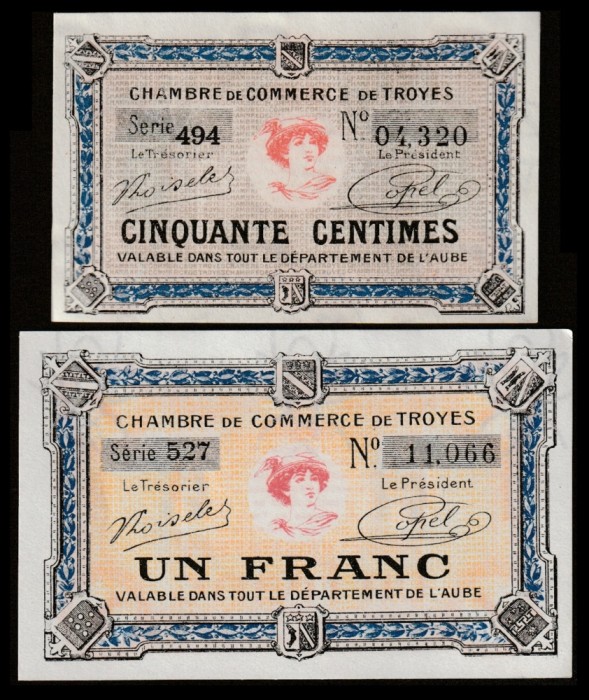 CHAMBRE DE COMMERCE DE TROYES
Serie 494 No 04,320
Le Trésorier Le Président
CINQUANTE CENTIMES
VALABLE DANS TOUT LE DÉPARTEMENT DE L'AUBE
CHAMBRE DE COMMERCE DE TROYES
Série 527 No. 11,066
Le Trésorier Le Président
UN FRANC
VALABLE DANS TOUT LE DÉPARTEMENT DE L'AUBE